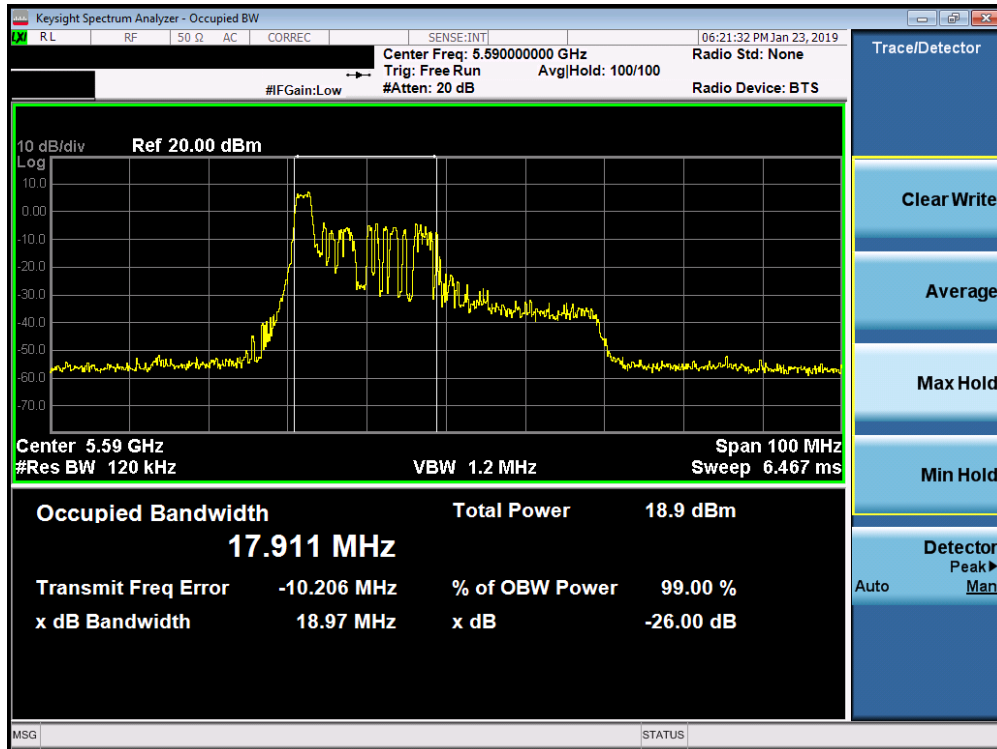 Keysight Spectrum Analyzer - Occupied BW
LXI RL RF 50 Ω AC CORREC SENSE:INT 06:21:32 PM Jan 23, 2019
Center Freq: 5.590000000 GHz Radio Std: None
Trig: Free Run Avg|Hold: 100/100
#IFGain:Low #Atten: 20 dB Radio Device: BTS
10 dB/div Ref 20.00 dBm
Log
10.0
0.00
-10.0
-20.0
-30.0
-40.0
-50.0
-60.0
-70.0
Center 5.59 GHz Span 100 MHz
#Res BW 120 kHz VBW 1.2 MHz Sweep 6.467 ms
Occupied Bandwidth Total Power 18.9 dBm
17.911 MHz
Transmit Freq Error -10.206 MHz % of OBW Power 99.00 %
x dB Bandwidth 18.97 MHz x dB -26.00 dB
MSG STATUS
Trace/Detector
Clear Write
Average
Max Hold
Min Hold
Detector
Peak▶
Auto Man